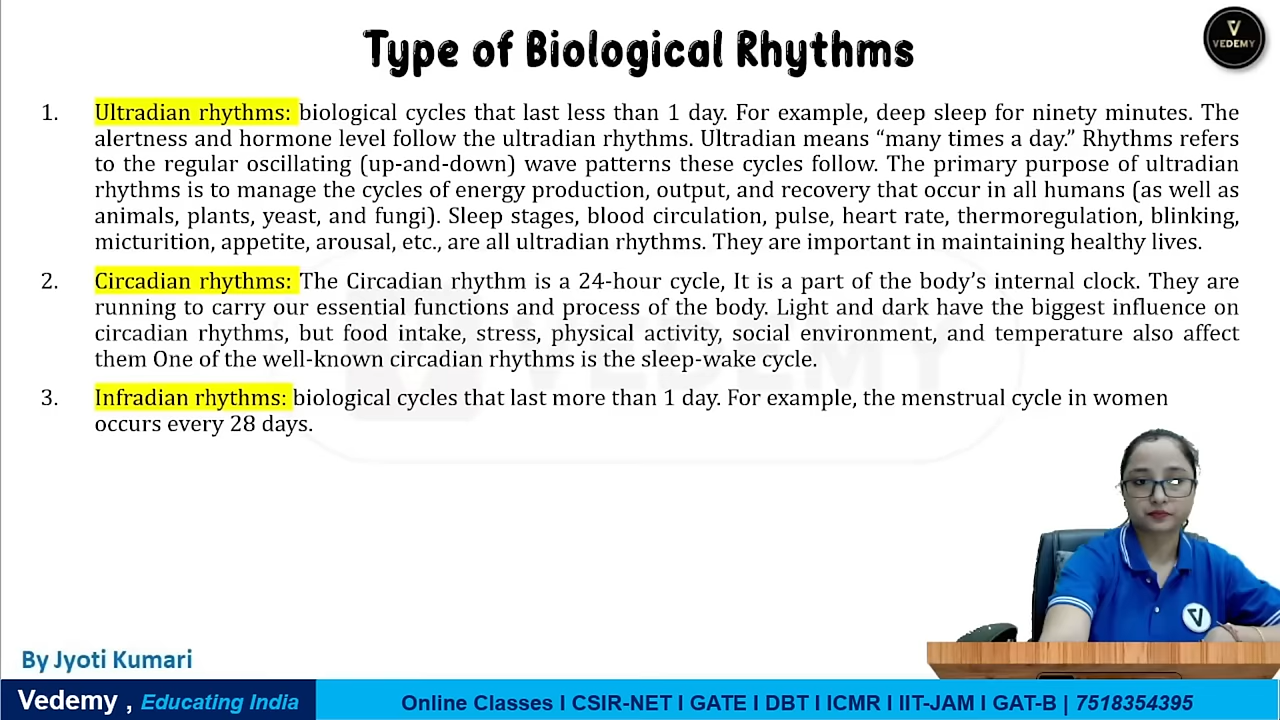 Type of Biological Rhythms
V
VEDEMY
1. Ultradian rhythms: biological cycles that last less than 1 day. For example, deep sleep for ninety minutes. The
alertness and hormone level follow the ultradian rhythms. Ultradian means “many times a day.” Rhythms refers
to the regular oscillating (up-and-down) wave patterns these cycles follow. The primary purpose of ultradian
rhythms is to manage the cycles of energy production, output, and recovery that occur in all humans (as well as
animals, plants, yeast, and fungi). Sleep stages, blood circulation, pulse, heart rate, thermoregulation, blinking,
micturition, appetite, arousal, etc., are all ultradian rhythms. They are important in maintaining healthy lives.
2. Circadian rhythms: The Circadian rhythm is a 24-hour cycle, It is a part of the body’s internal clock. They are
running to carry our essential functions and process of the body. Light and dark have the biggest influence on
circadian rhythms, but food intake, stress, physical activity, social environment, and temperature also affect
them One of the well-known circadian rhythms is the sleep-wake cycle.
3. Infradian rhythms: biological cycles that last more than 1 day. For example, the menstrual cycle in women
occurs every 28 days.
VEDEMY
V
By Jyoti Kumari
Vedemy , Educating India
Online Classes I CSIR-NET I GATE I DBT I ICMR I IIT-JAM I GAT-B | 7518354395